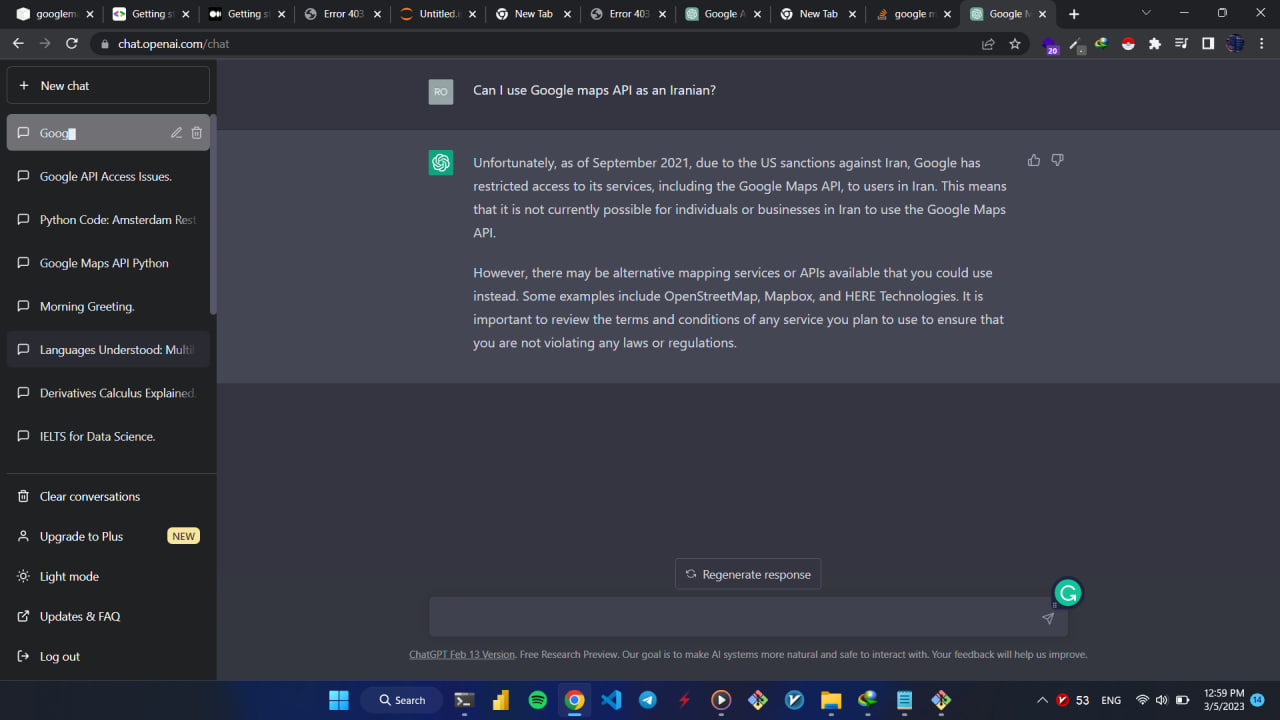 googlema
Getting st
Getting st
Error 403
Untitled.i
New Tab
Error 403
Google A
New Tab
google m
Google M
chat.openai.com/chat
20
New chat
Goog
Google API Access Issues.
Python Code: Amsterdam Rest
Google Maps API Python
Morning Greeting.
Languages Understood: Multil
Derivatives Calculus Explained.
IELTS for Data Science.
Clear conversations
Upgrade to Plus NEW
Light mode
Updates & FAQ
Log out
RO Can I use Google maps API as an Iranian?
Unfortunately, as of September 2021, due to the US sanctions against Iran, Google has
restricted access to its services, including the Google Maps API, to users in Iran. This means
that it is not currently possible for individuals or businesses in Iran to use the Google Maps
API.
However, there may be alternative mapping services or APIs available that you could use
instead. Some examples include OpenStreetMap, Mapbox, and HERE Technologies. It is
important to review the terms and conditions of any service you plan to use to ensure that
you are not violating any laws or regulations.
Regenerate response
ChatGPT Feb 13 Version. Free Research Preview. Our goal is to make AI systems more natural and safe to interact with. Your feedback will help us improve.
Search
53 ENG
12:59 PM
3/5/2023
14